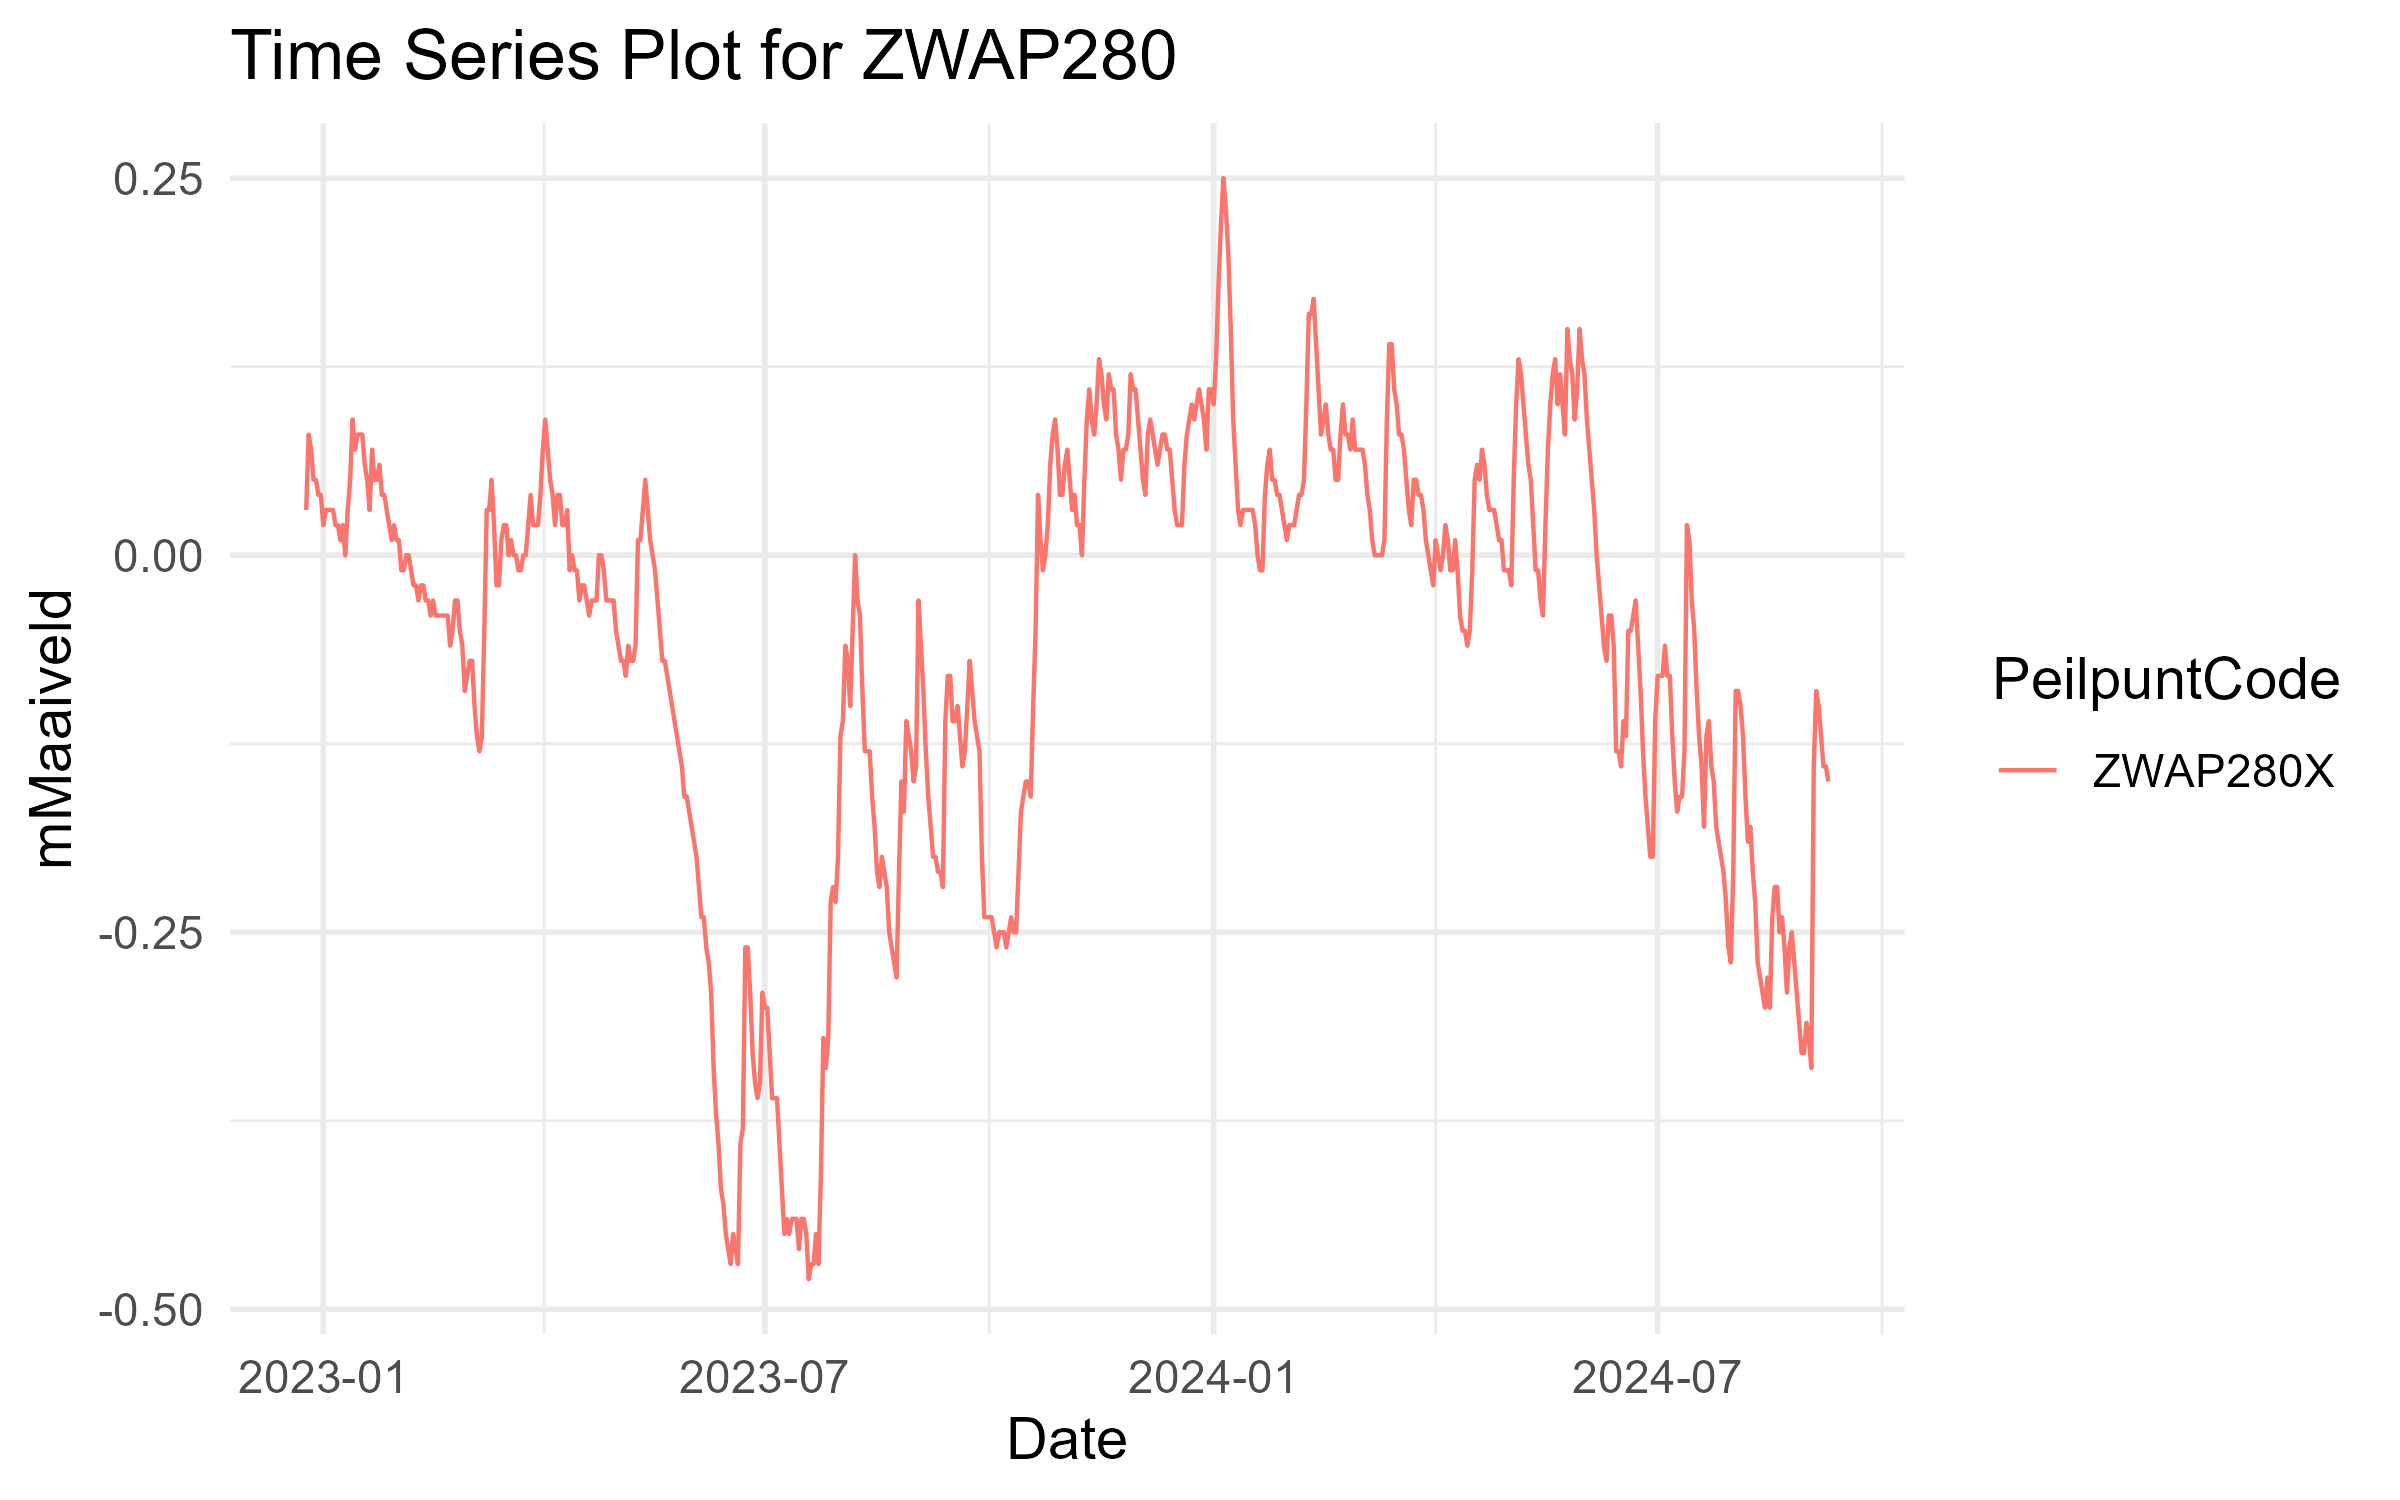 Time Series Plot for ZWAP280
0.25
0.00
-0.25
-0.50
mMaaiveld
2023-01
2023-07
2024-01
2024-07
Date
PeilpuntCode
ZWAP280X